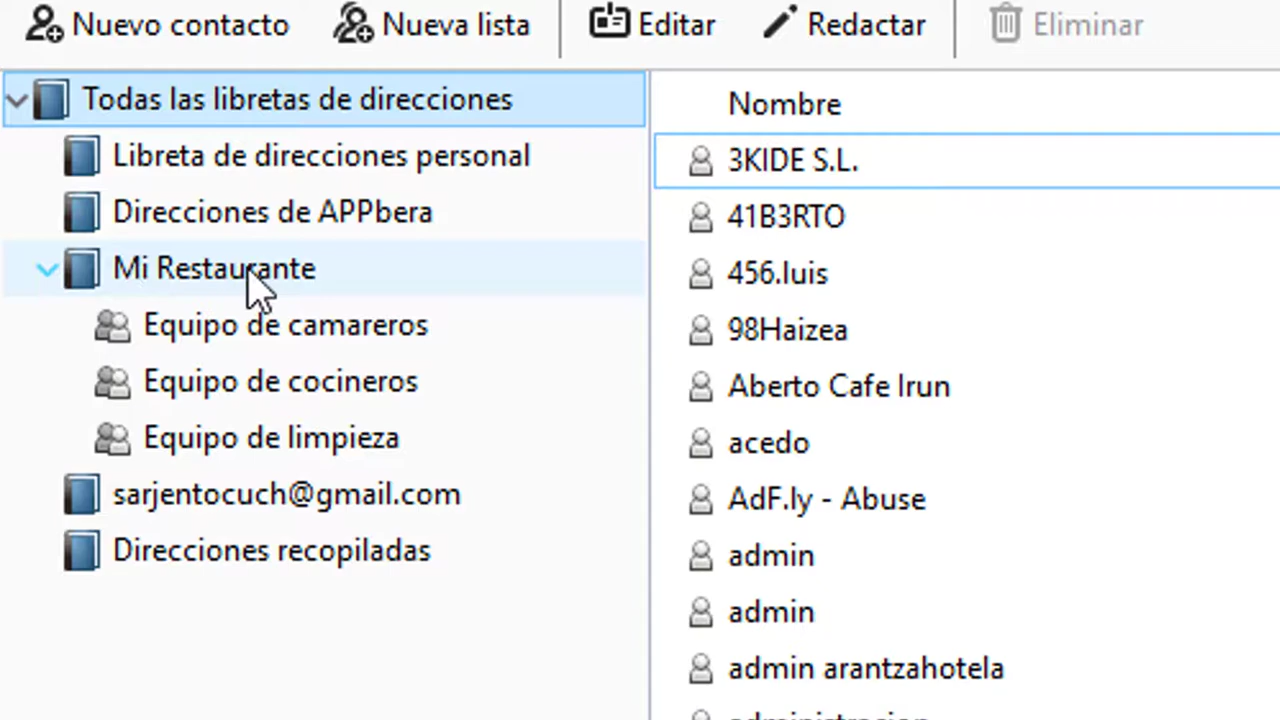 Nuevo contacto Nueva lista Editar Redactar Eliminar
Todas las libretas de direcciones
Libreta de direcciones personal
Direcciones de APPbera
Mi Restaurante
Equipo de camareros
Equipo de cocineros
Equipo de limpieza
sarjentocuch@gmail.com
Direcciones recopiladas
Nombre
3KIDE S.L.
41B3RTO
456.luis
98Haizea
Aberto Cafe Irun
acedo
AdF.ly - Abuse
admin
admin
admin arantzahotela